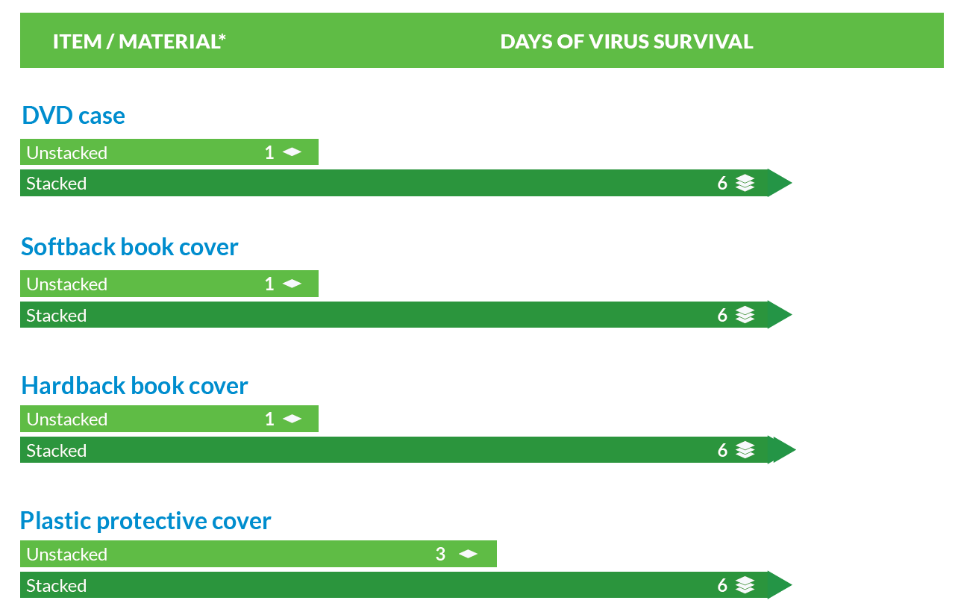 ITEM / MATERIAL* DAYS OF VIRUS SURVIVAL
DVD case
Unstacked 1
Stacked 6
Softback book cover
Unstacked 1
Stacked 6
Hardback book cover
Unstacked 1
Stacked 6
Plastic protective cover
Unstacked 3
Stacked 6